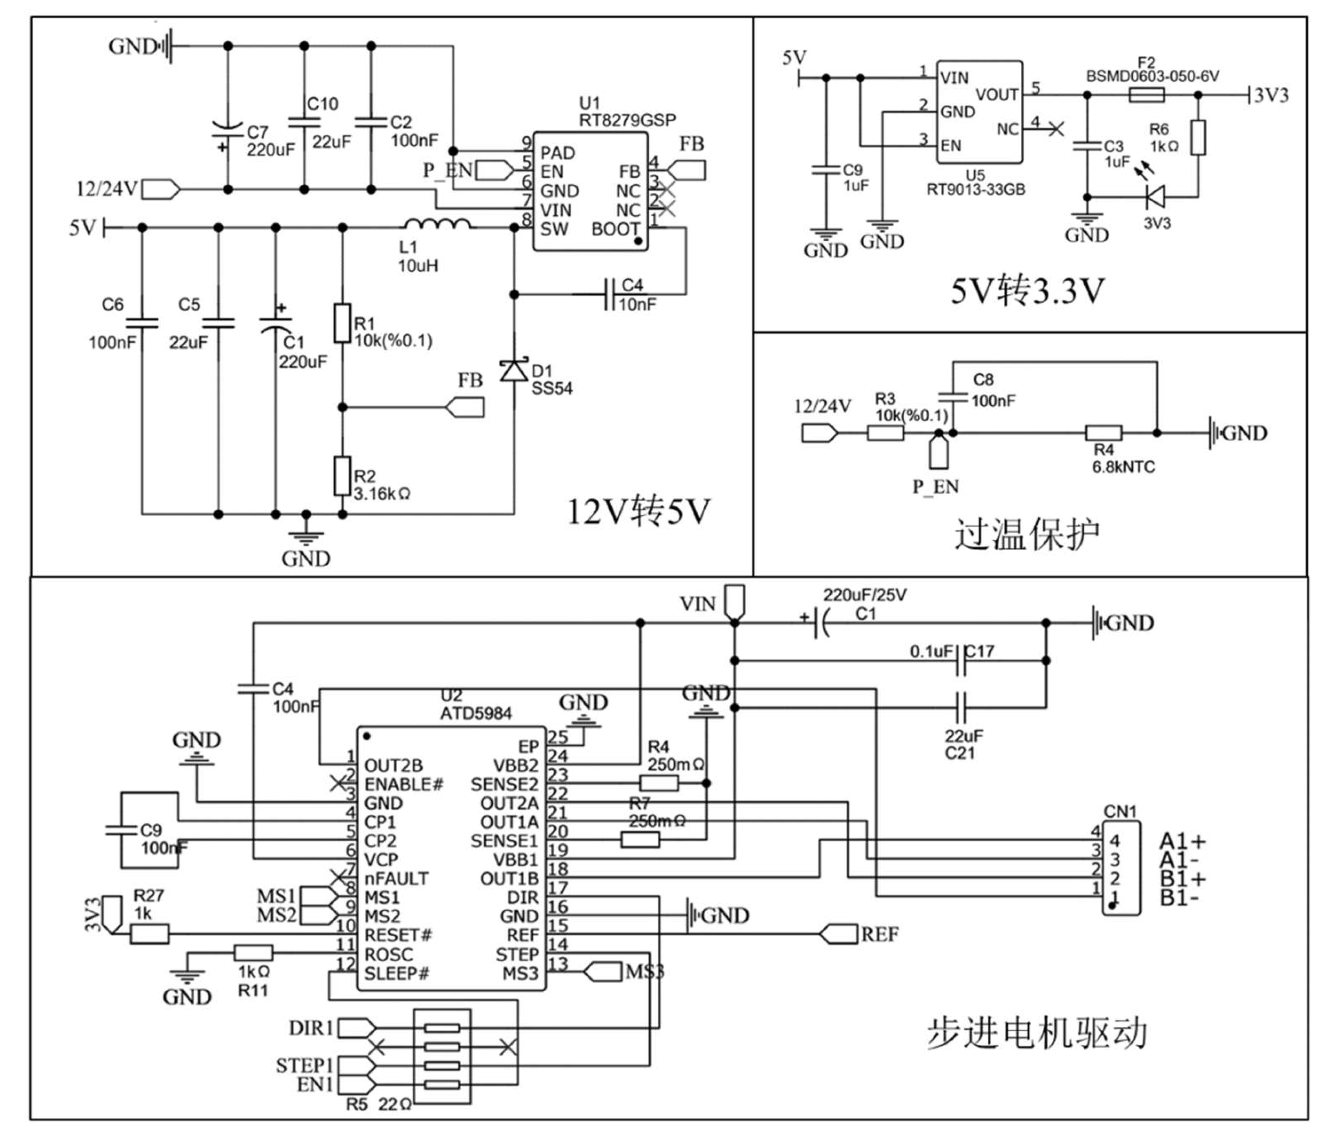 GND
C7
220uF
C10
22uF
C2
100nF
U1
RT8279GSP
P_EN
FB
9 PAD
5 EN
6 GND
7 VIN
8 SW
FB 4
NC 3
NC 2
BOOT 1
12/24V
5V
L1
10uH
C4
10nF
C6
100nF
C5
22uF
C1
220uF
R1
10k(%0.1)
FB
D1
SS54
R2
3.16kΩ
GND
12V转5V
5V
1 VIN
2 GND
3 EN
VOUT 5
NC 4
U5
RT9013-33GB
F2
BSMD0603-050-6V
3V3
R6
1kΩ
C3
1uF
C9
1uF
GND
GND
GND
3V3
5V转3.3V
12/24V
R3
10k(%0.1)
C8
100nF
P_EN
R4
6.8kNTC
GND
过温保护
VIN
220uF/25V
C1
GND
0.1uF
C17
22uF
C21
C4
100nF
U2
ATD5984
GND
GND
GND
R4
250mΩ
R7
250mΩ
C9
100nF
1 OUT2B
2 ENABLE#
3 GND
4 CP1
5 CP2
6 VCP
7 nFAULT
8 MS1
9 MS2
10 RESET#
11 ROSC
12 SLEEP#
EP 25
VBB2 24
SENSE2 23
OUT2A 22
OUT1A 21
SENSE1 20
VBB1 19
OUT1B 18
DIR 17
GND 16
REF 15
STEP 14
MS3 13
MS1
MS2
3V3
R27
1k
GND
1kΩ
R11
GND
REF
MS3
CN1
4 4 A1+
3 3 A1-
2 2 B1+
1 1 B1-
DIR1
STEP1
EN1
R5 22Ω
步进电机驱动